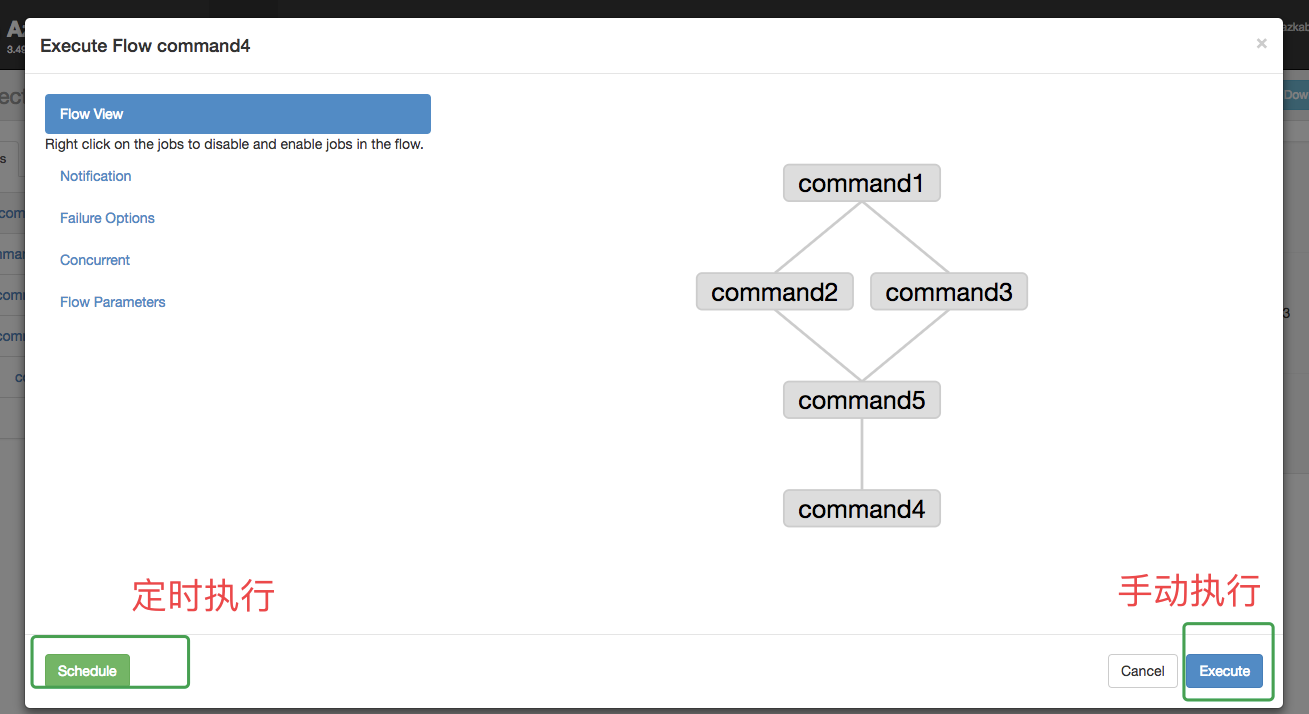 Execute Flow command4
×
Flow View
Right click on the jobs to disable and enable jobs in the flow.
Notification
Failure Options
Concurrent
Flow Parameters
command1
command2 command3
command5
command4
定时执行
手动执行
Schedule
Cancel
Execute